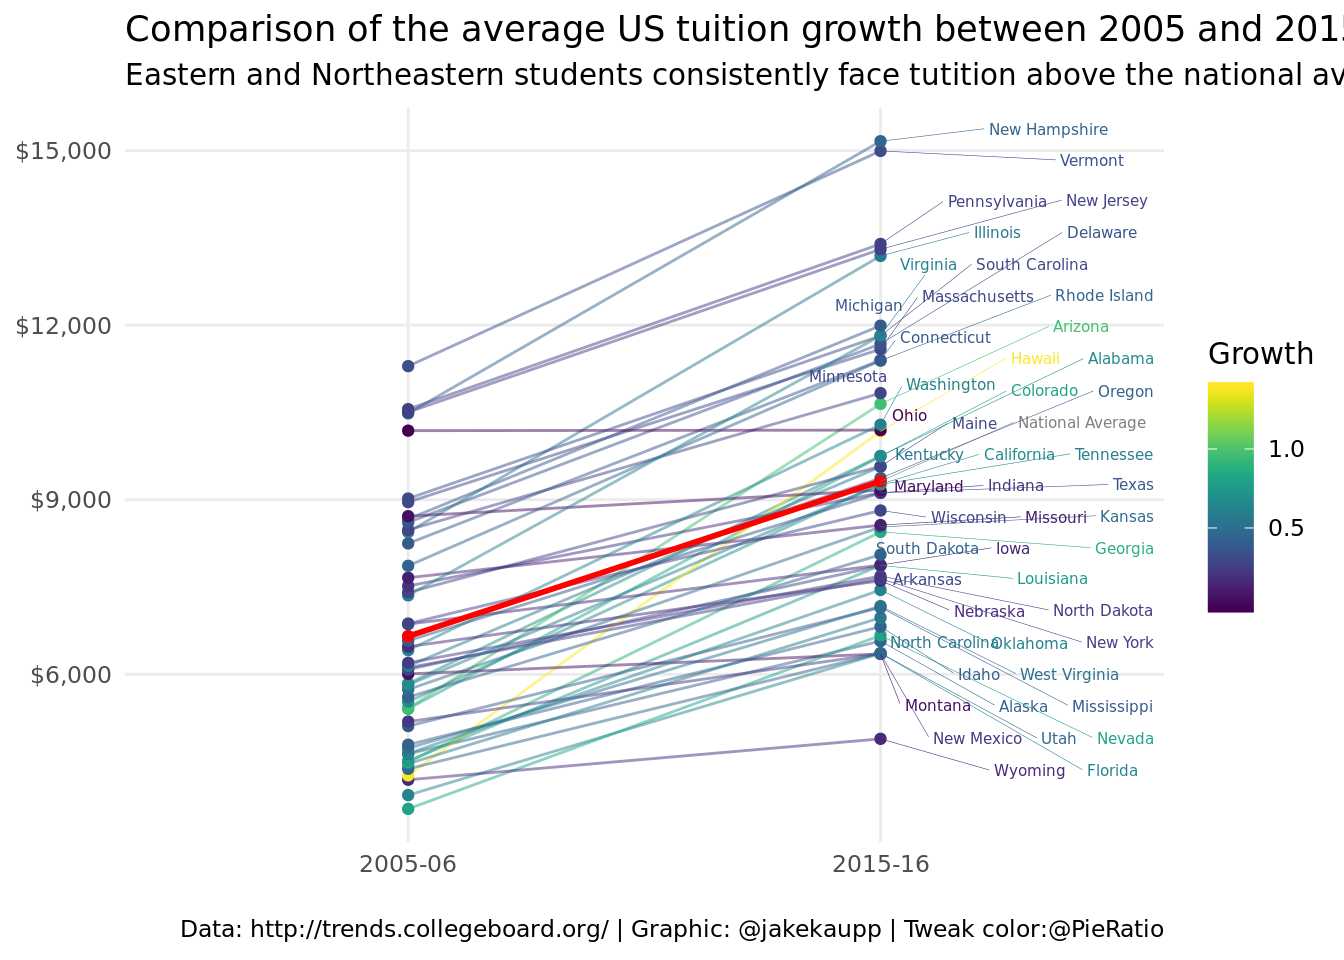 Comparison of the average US tuition growth between 2005 and 201
Eastern and Northeastern students consistently face tutition above the national av
$15,000
$12,000
$9,000
$6,000
New Hampshire
Vermont
Pennsylvania
New Jersey
Illinois
Delaware
Virginia
South Carolina
Massachusetts
Rhode Island
Michigan
Arizona
Connecticut
Hawaii
Alabama
Minnesota
Washington
Colorado
Oregon
Ohio
Maine
National Average
Kentucky
California
Tennessee
Maryland
Indiana
Texas
Wisconsin
Missouri
Kansas
South Dakota
Iowa
Georgia
Arkansas
Louisiana
Nebraska
North Dakota
North Carolina
Oklahoma
New York
Idaho
West Virginia
Montana
Alaska
Mississippi
New Mexico
Utah
Nevada
Wyoming
Florida
Growth
1.0
0.5
2005-06
2015-16
Data: http://trends.collegeboard.org/ | Graphic: @jakekaupp | Tweak color:@PieRatio